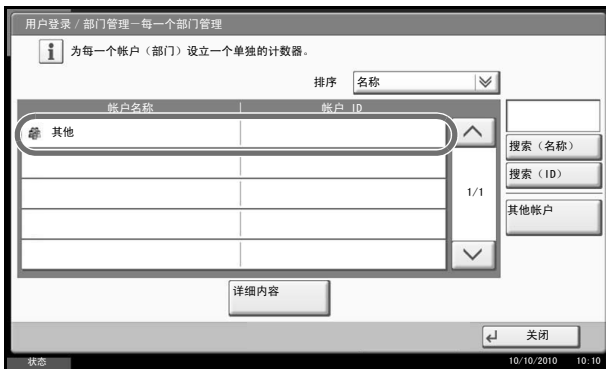 用户登录 / 部门管理－每一个部门管理
为每一个帐户（部门）设立一个单独的计数器。
排序 名称
帐户名称 帐户 ID
其他
搜索（名称）
搜索（ID）
1/1
其他帐户
详细内容
关闭
状态 10/10/2010 10:10